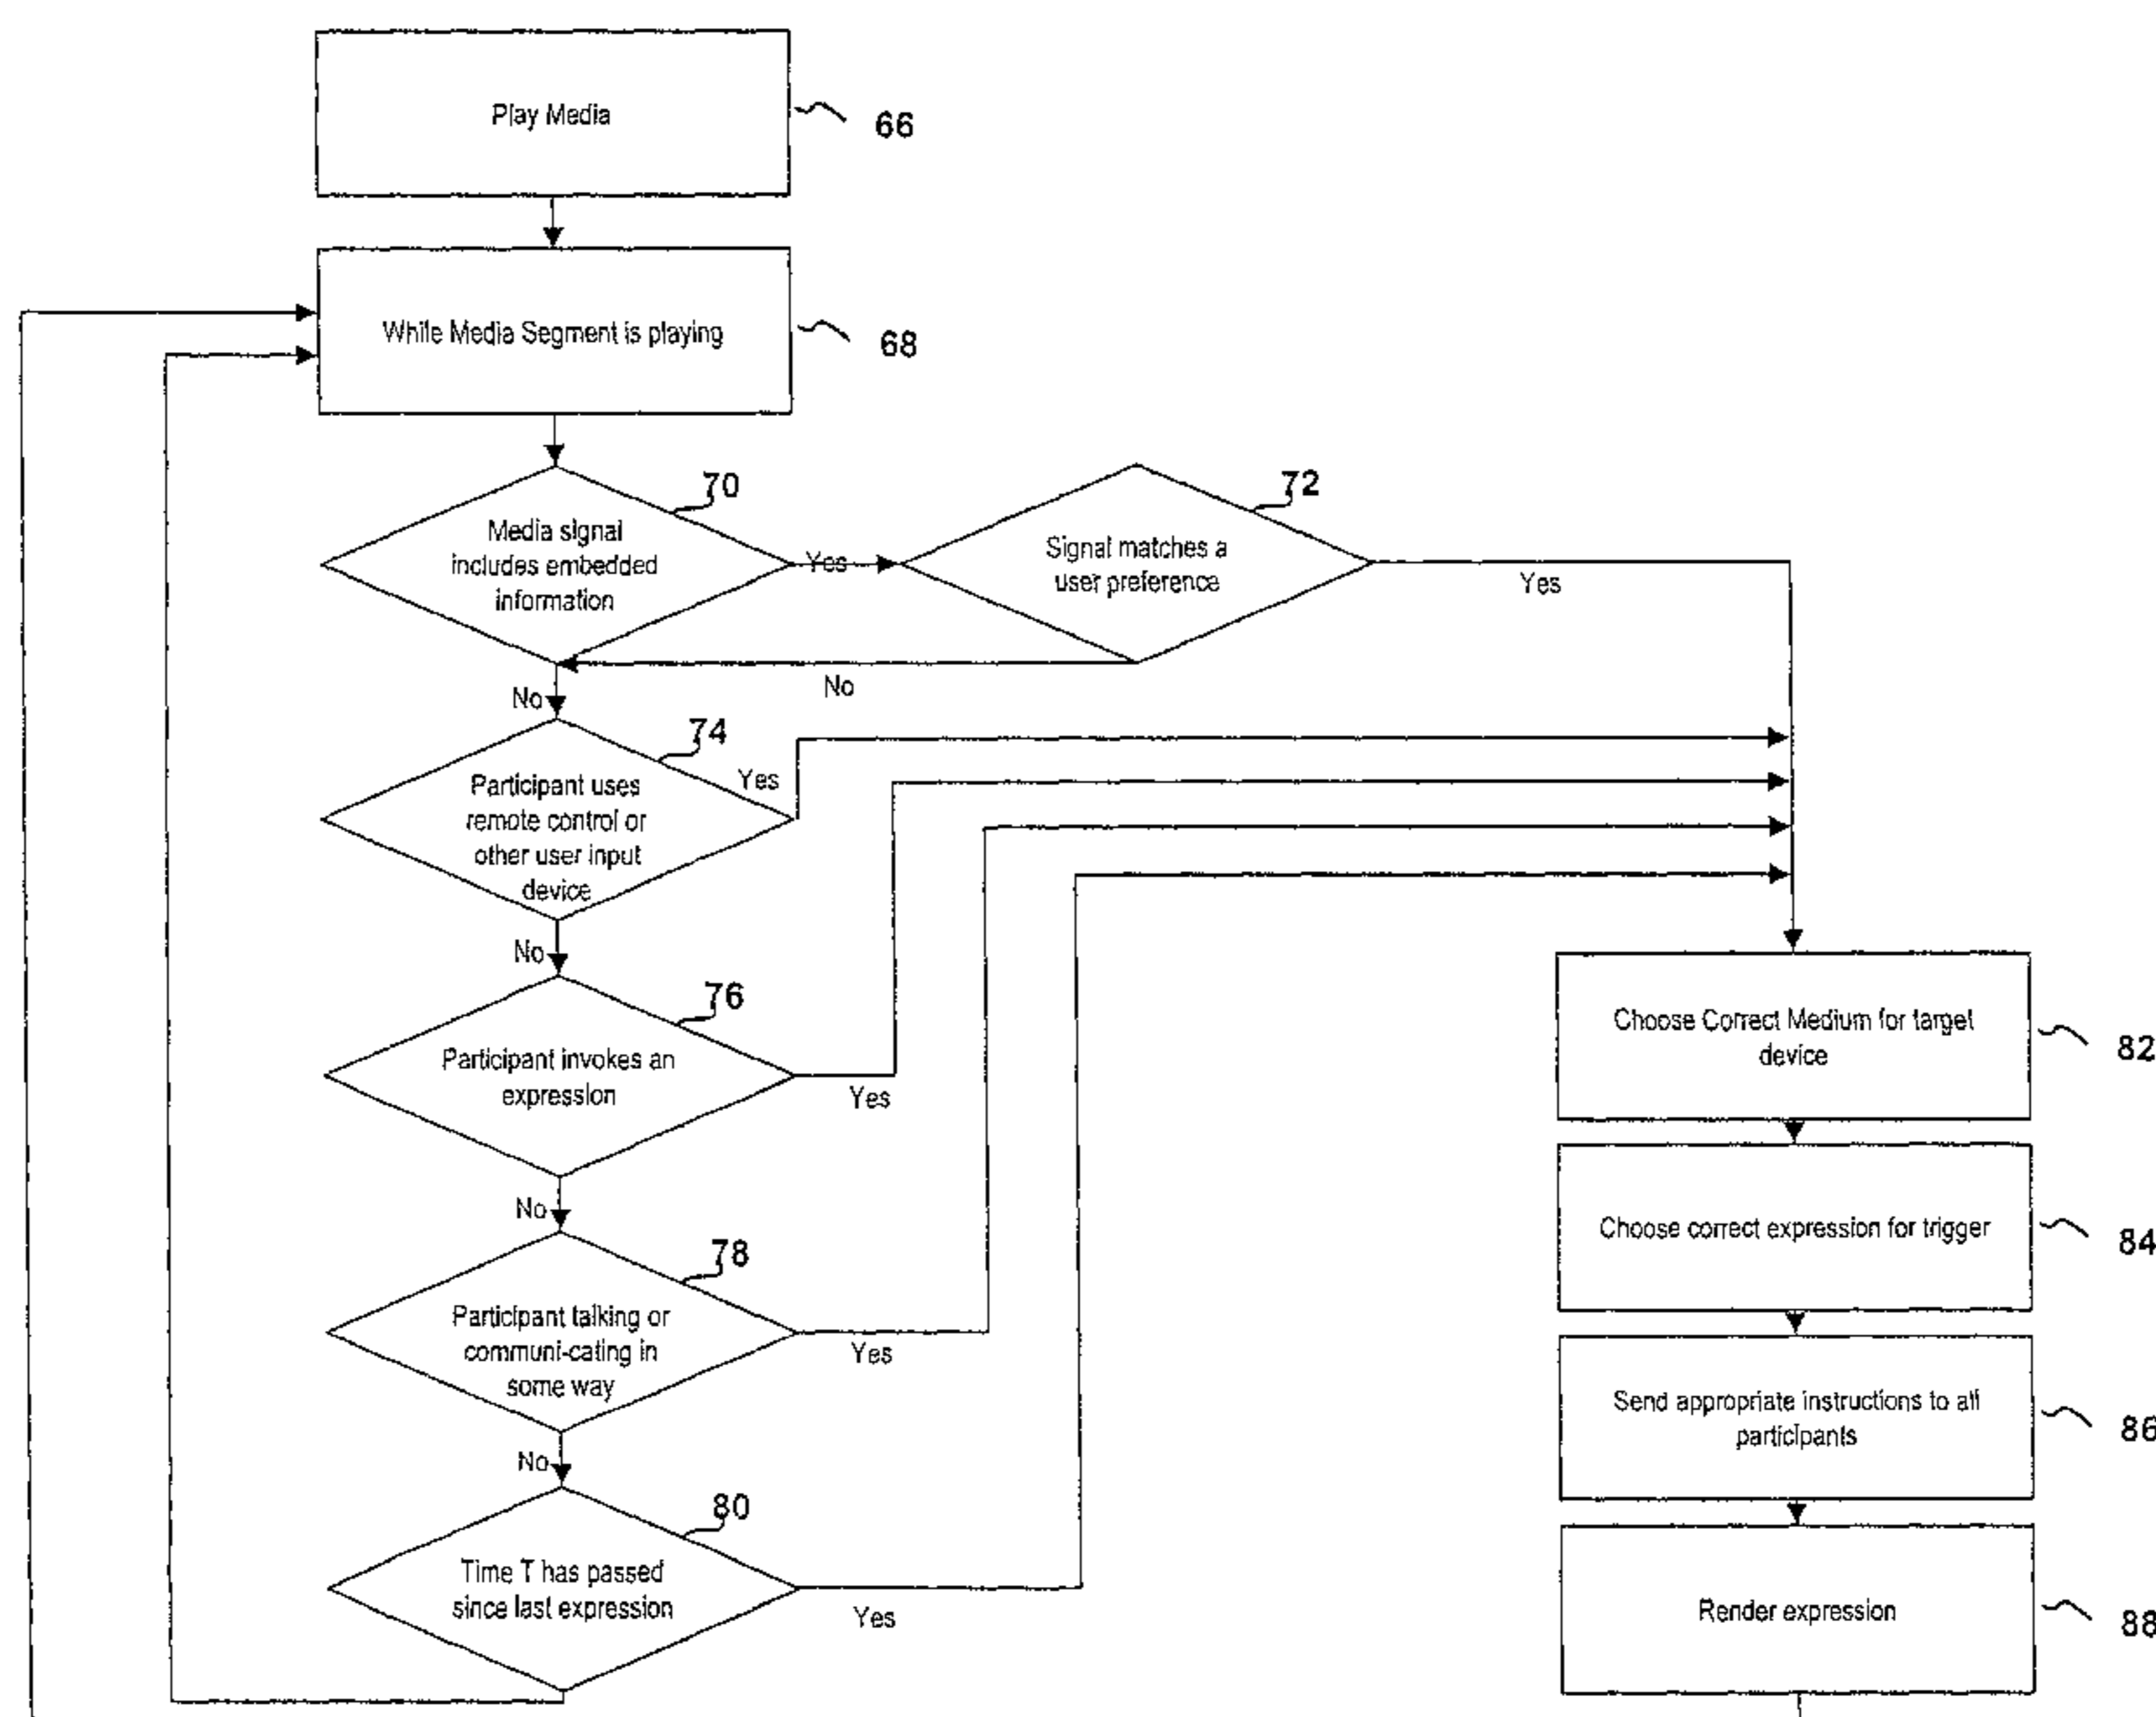 Play Media
66
While Media Segment is playing
68
70
Media signal
includes embedded
information
Yes
72
Signal matches a
user preference
Yes
No
No
74
Participant uses
remote control or
other user input
device
Yes
No
76
Participant invokes an
expression
Yes
No
78
Participant talking or
communi-cating in
some way
Yes
No
80
Time T has passed
since last expression
Yes
Choose Correct Medium for target
device
82
Choose correct expression for trigger
84
Send appropriate instructions to all
participants
86
Render expression
88